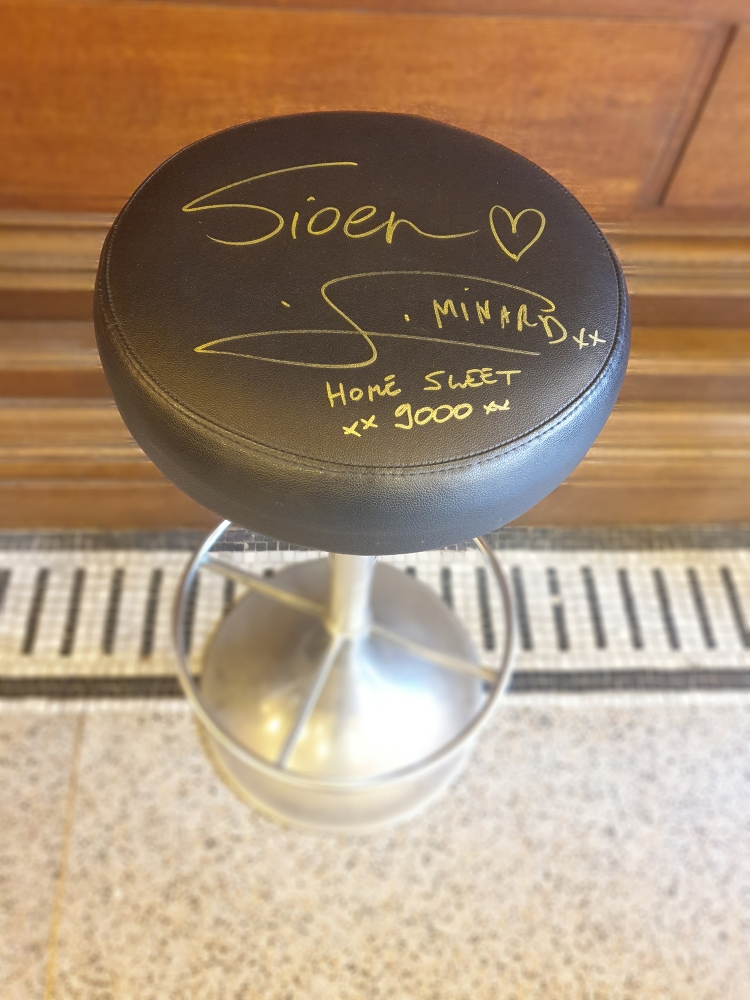 Sioen ♡
MINARD xx
HOME SWEET
xx 9000 xx